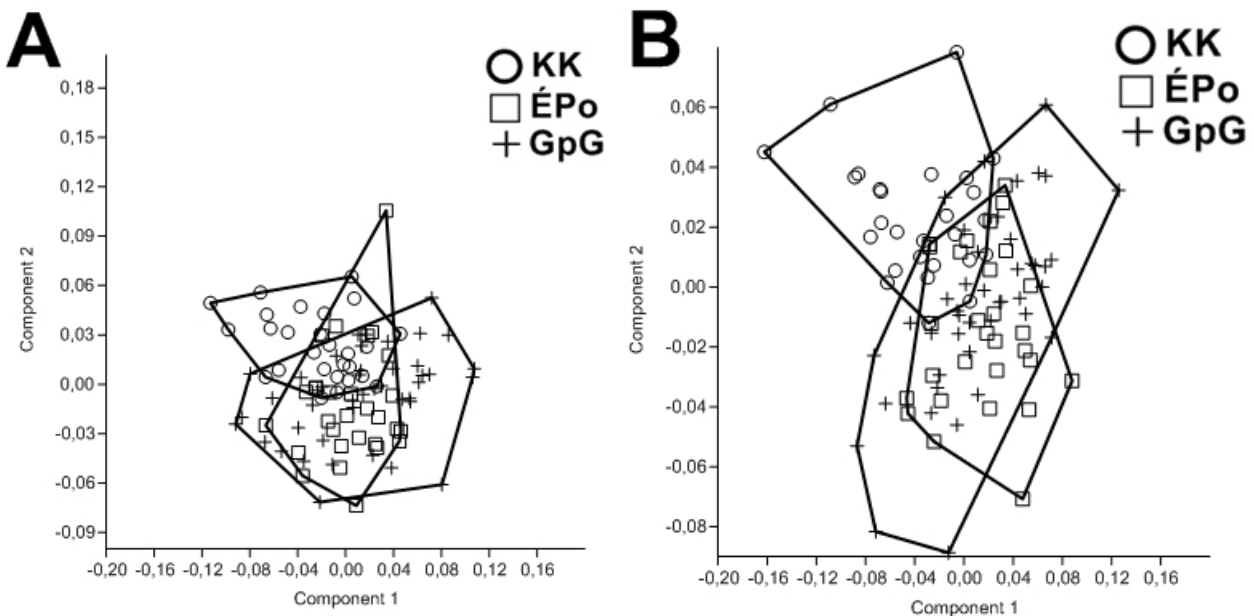 A
KK
ÉPo
GpG
0,18
0,15
0,12
0,09
0,06
0,03
0,00
-0,03
-0,06
-0,09
Component 2
-0,20 -0,16 -0,12 -0,08 -0,04 0,00 0,04 0,08 0,12 0,16
Component 1
B
KK
ÉPo
GpG
0,06
0,04
0,02
0,00
-0,02
-0,04
-0,06
-0,08
Component 2
-0,20 -0,16 -0,12 -0,08 -0,04 0,00 0,04 0,08 0,12 0,16
Component 1